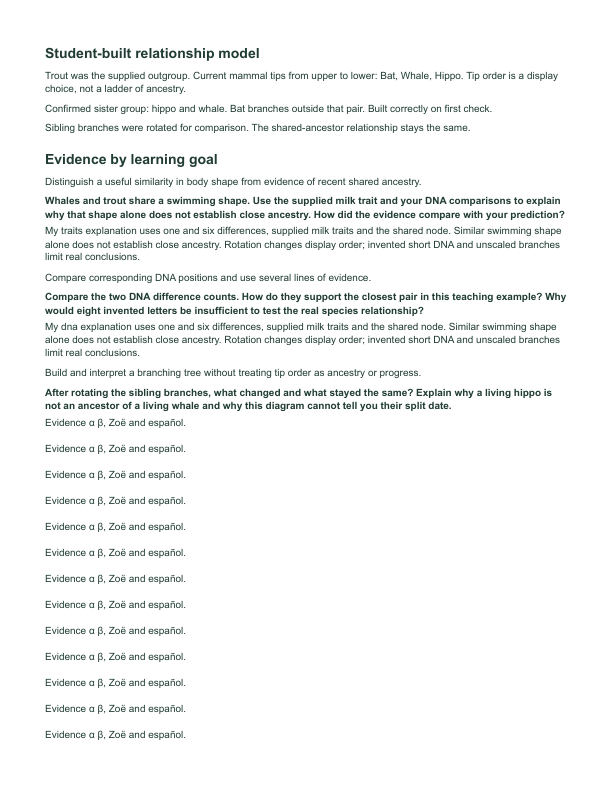 Student-built relationship model
Trout was the supplied outgroup. Current mammal tips from upper to lower: Bat, Whale, Hippo. Tip order is a display
choice, not a ladder of ancestry.
Confirmed sister group: hippo and whale. Bat branches outside that pair. Built correctly on first check.
Sibling branches were rotated for comparison. The shared-ancestor relationship stays the same.
Evidence by learning goal
Distinguish a useful similarity in body shape from evidence of recent shared ancestry.
Whales and trout share a swimming shape. Use the supplied milk trait and your DNA comparisons to explain
why that shape alone does not establish close ancestry. How did the evidence compare with your prediction?
My traits explanation uses one and six differences, supplied milk traits and the shared node. Similar swimming shape
alone does not establish close ancestry. Rotation changes display order; invented short DNA and unscaled branches
limit real conclusions.
Compare corresponding DNA positions and use several lines of evidence.
Compare the two DNA difference counts. How do they support the closest pair in this teaching example? Why
would eight invented letters be insufficient to test the real species relationship?
My dna explanation uses one and six differences, supplied milk traits and the shared node. Similar swimming shape
alone does not establish close ancestry. Rotation changes display order; invented short DNA and unscaled branches
limit real conclusions.
Build and interpret a branching tree without treating tip order as ancestry or progress.
After rotating the sibling branches, what changed and what stayed the same? Explain why a living hippo is
not an ancestor of a living whale and why this diagram cannot tell you their split date.
Evidence α β, Zoë and español.
Evidence α β, Zoë and español.
Evidence α β, Zoë and español.
Evidence α β, Zoë and español.
Evidence α β, Zoë and español.
Evidence α β, Zoë and español.
Evidence α β, Zoë and español.
Evidence α β, Zoë and español.
Evidence α β, Zoë and español.
Evidence α β, Zoë and español.
Evidence α β, Zoë and español.
Evidence α β, Zoë and español.
Evidence α β, Zoë and español.